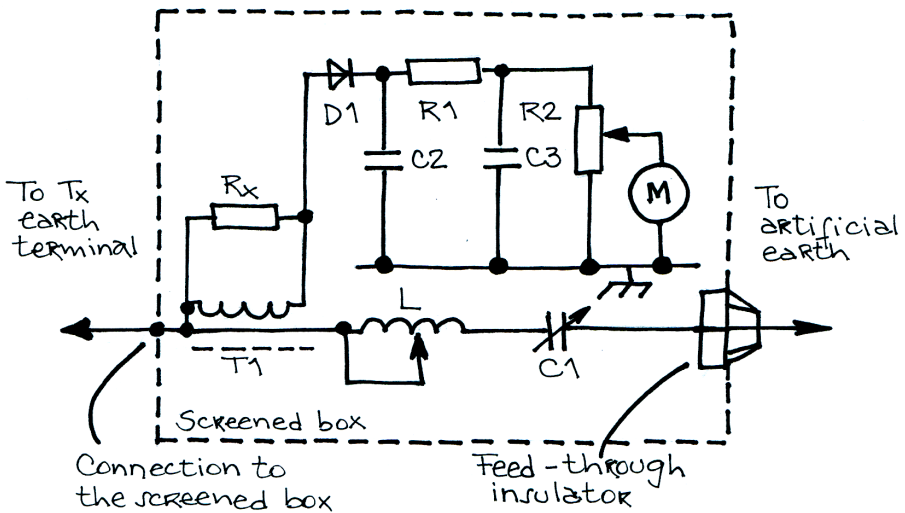 D1
R1
R2
C2
C3
M
Rx
To Tx
earth
terminal
To
artificial
earth
L
T1
C1
Screened box
Connection to
the screened box
Feed-through
insulator